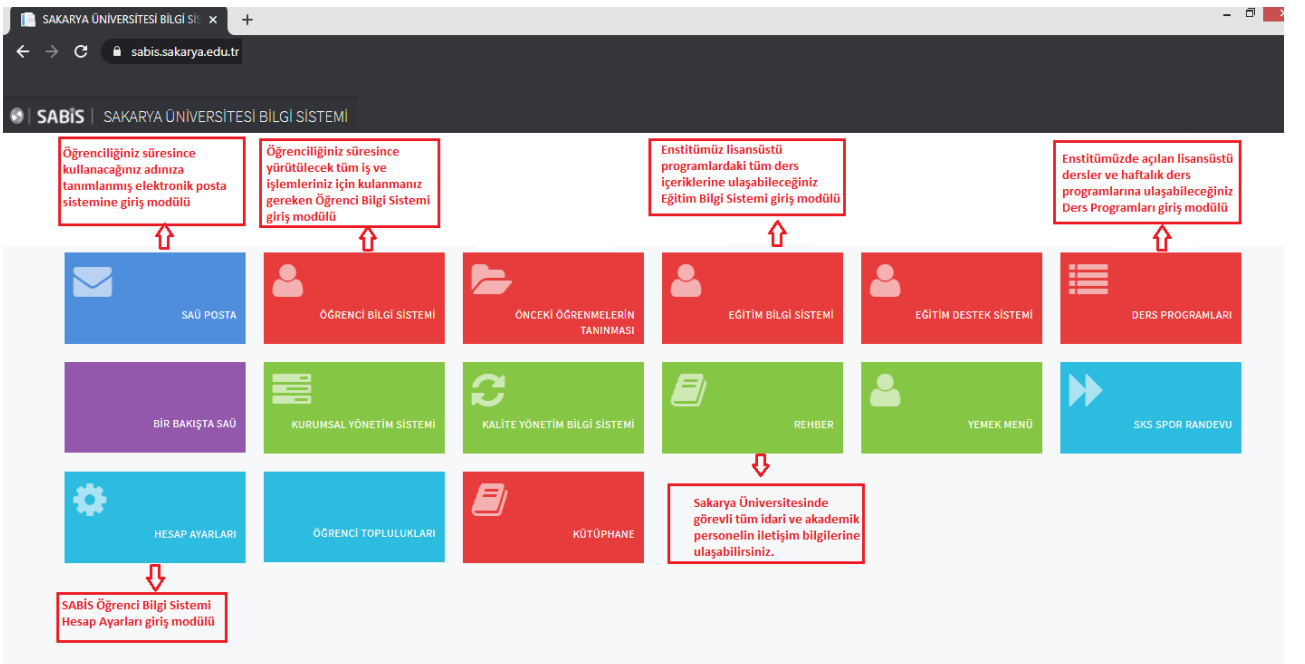 SAKARYA ÜNİVERSİTESİ BİLGİ SİS
sabis.sakarya.edu.tr
SABİS | SAKARYA ÜNİVERSİTESİ BİLGİ SİSTEMİ
Öğrenciliğiniz süresince
kullanacağınız adınıza
tanımlanmış elektronik posta
sistemine giriş modülü
Öğrenciliğiniz süresince
yürütülecek tüm iş ve
işlemleriniz için kulanmanız
gereken Öğrenci Bilgi Sistemi
giriş modülü
Enstitümüz lisansüstü
programlardaki tüm ders
içeriklerine ulaşabileceğiniz
Eğitim Bilgi Sistemi giriş modülü
Enstitümüzde açılan lisansüstü
dersler ve haftalık ders
programlarına ulaşabileceğiniz
Ders Programları giriş modülü
SAÜ POSTA
ÖĞRENCİ BİLGİ SİSTEMİ
ÖNCEKİ ÖĞRENMELERİN
TANINMASI
EĞİTİM BİLGİ SİSTEMİ
EĞİTİM DESTEK SİSTEMİ
DERS PROGRAMLARI
BİR BAKIŞTA SAÜ
KURUMSAL YÖNETİM SİSTEMİ
KALİTE YÖNETİM BİLGİ SİSTEMİ
REHBER
YEMEK MENÜ
SKS SPOR RANDEVU
HESAP AYARLARI
ÖĞRENCİ TOPLULUKLARI
KÜTÜPHANE
Sakarya Üniversitesinde
görevli tüm idari ve akademik
personelin iletişim bilgilerine
ulaşabilirsiniz.
SABİS Öğrenci Bilgi Sistemi
Hesap Ayarları giriş modülü